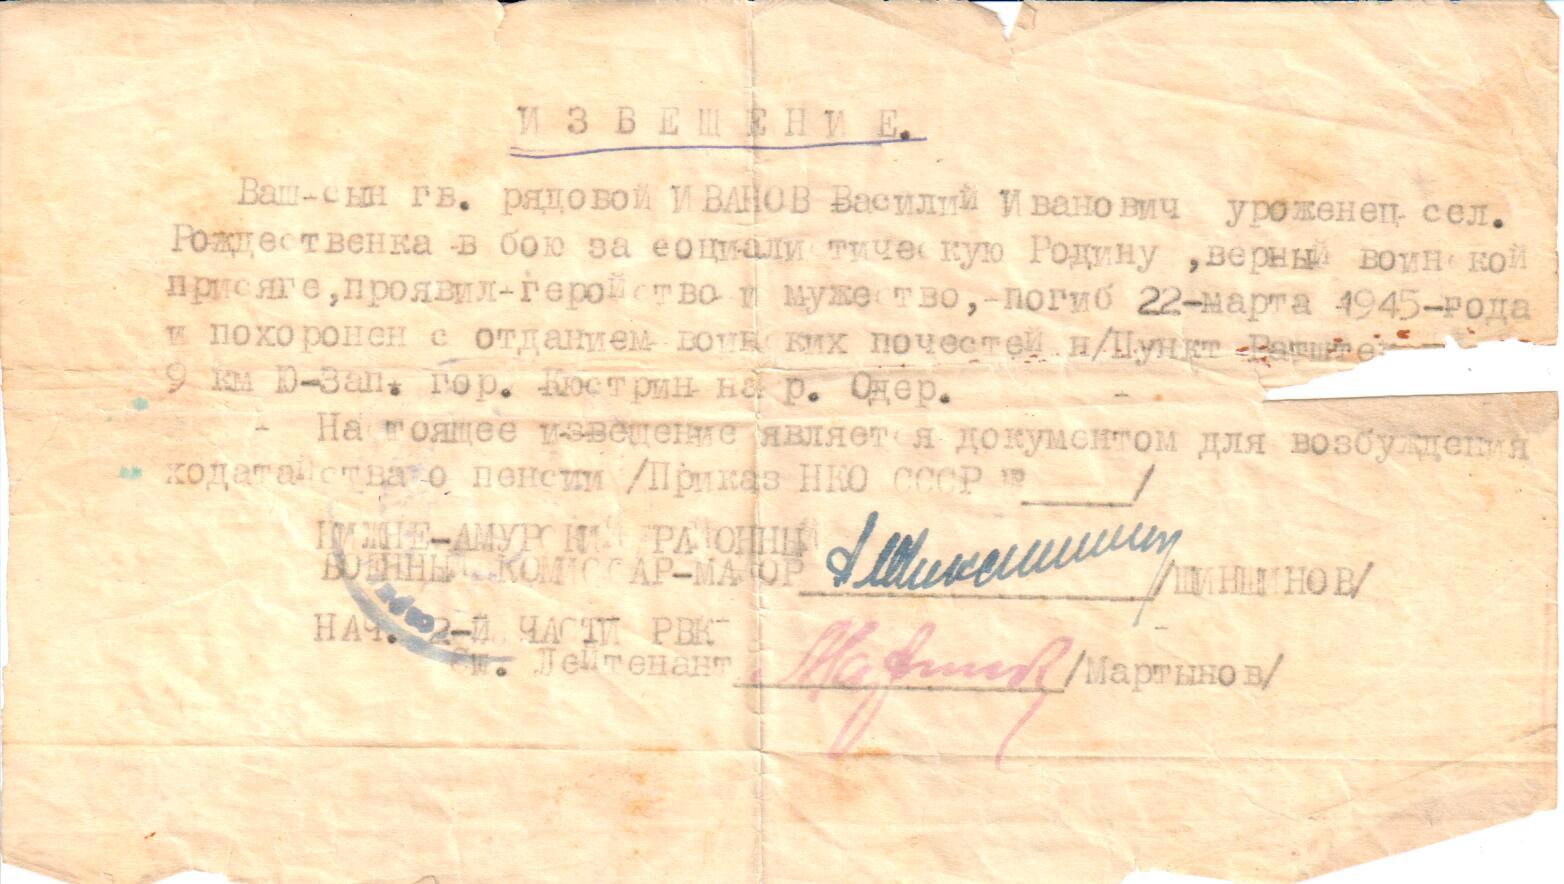 ИЗВЕЩЕНИЕ.
Ваш-сын гв. рядовой ИВАНОВ Василий Иванович уроженец сел.
Рождественка в бою за социалистическую Родину ,верный воинской
присяге,проявил-геройство и мужество,-погиб 22-марта 1945-года
и похоронен с отданием воинских почестей н/Пункт
9 км Ю-Зап. гор. Кюстрин на р. Одер.
Настоящее извещение является документом для возбуждения
ходатайства о пенсии /Приказ НКО СССР №____/
НИЖНЕ-АМУРСКИЙ РАЙОННЫЙ
ВОЕННЫЙ КОМИССАР-МАЙОР /ШИНШИНОВ/
НАЧ. 2-й ЧАСТИ РВК
Ст. Лейтенант /Мартынов/